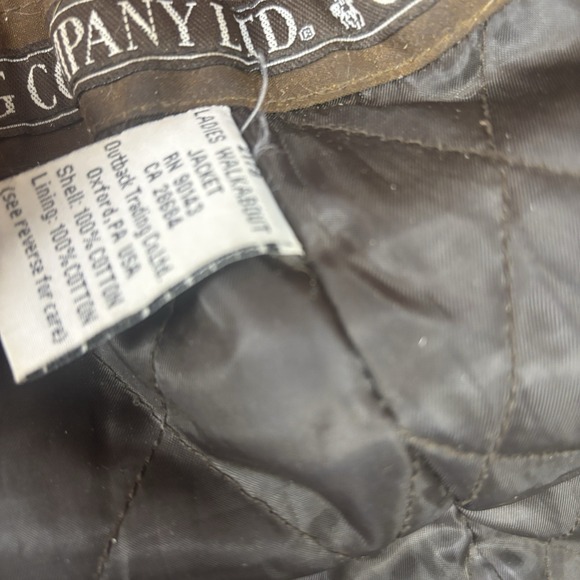 G COMPANY LTD.®
LADIES WALKABOUT
JACKET
RN 90143
CA 26684
Outback Trading Co.Ltd.
Oxford, PA USA
Shell: 100% COTTON
Lining: 100% COTTON
(see reverse for care)